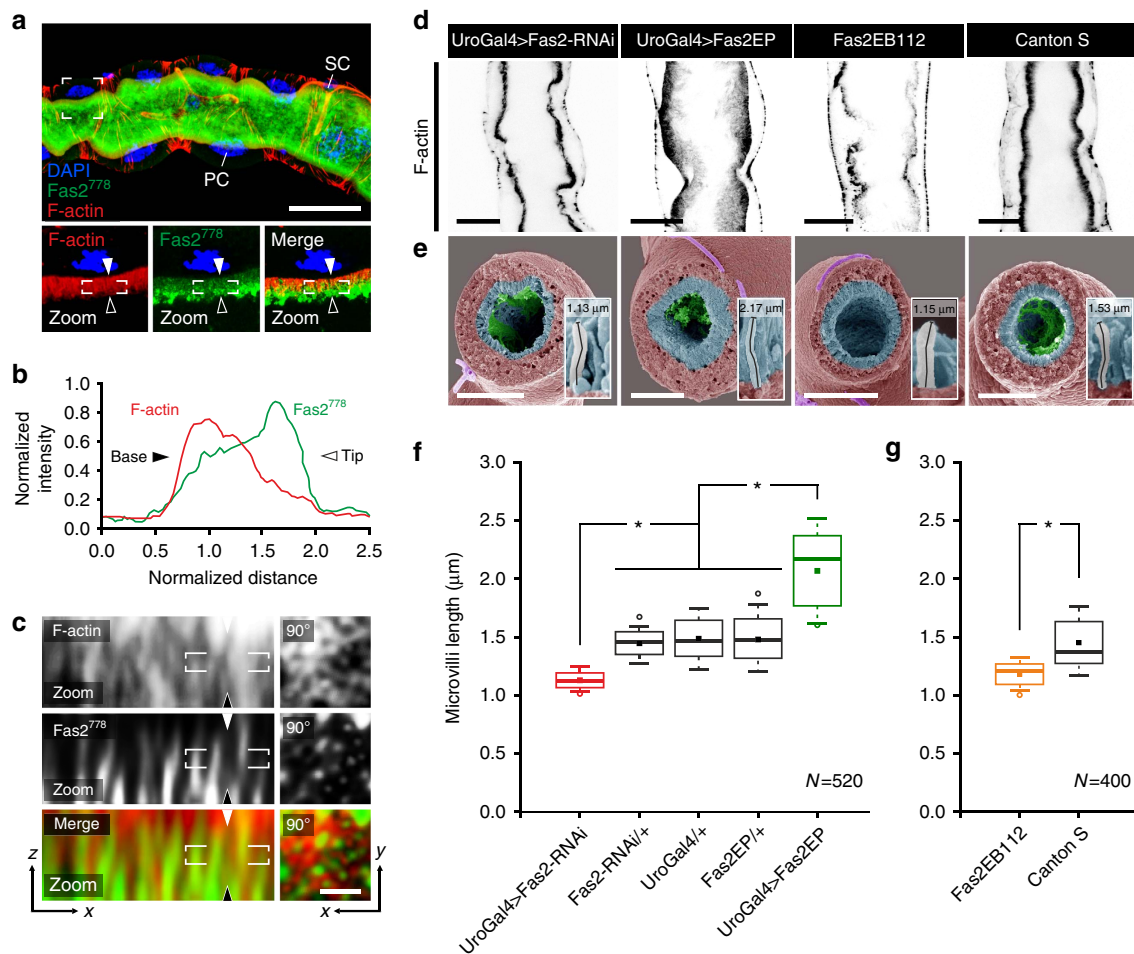 a
SC
DAPI
Fas2778
F-actin
PC
F-actin
Zoom
Fas2778
Zoom
Merge
Zoom
b
Normalized intensity
1.0
0.8
0.6
0.4
0.2
0.0
F-actin
Fas2778
Base
Tip
0.0 0.5 1.0 1.5 2.0 2.5
Normalized distance
c
F-actin
Zoom
90°
Fas2778
Zoom
90°
Merge
Zoom
90°
z
x
y
x
d
UroGal4>Fas2-RNAi
UroGal4>Fas2EP
Fas2EB112
Canton S
F-actin
e
1.13 μm
2.17 μm
1.15 μm
1.53 μm
f
Microvilli length (μm)
3.0
2.5
2.0
1.5
1.0
0.5
0.0
*
*
N=520
UroGal4>Fas2-RNAi
Fas2-RNAi/+
UroGal4/+
Fas2EP/+
UroGal4>Fas2EP
g
3.0
2.5
2.0
1.5
1.0
0.5
0.0
*
N=400
Fas2EB112
Canton S